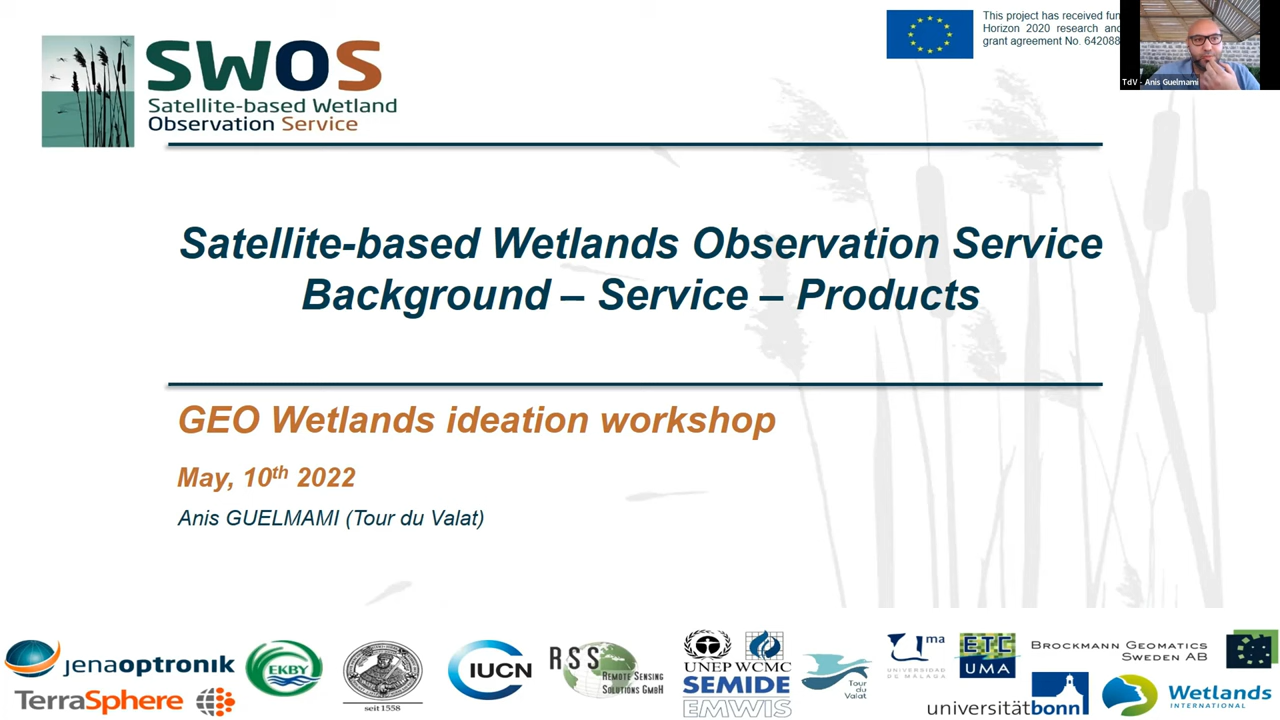 SWOS
Satellite-based Wetland
Observation Service
This project has received fun
Horizon 2020 research and
grant agreement No. 642088
TdV - Anis Guelmami
Satellite-based Wetlands Observation Service
Background – Service – Products
GEO Wetlands ideation workshop
May, 10th 2022
Anis GUELMAMI (Tour du Valat)
jenaoptronik
TerraSphere
EKBY
seit 1558
IUCN
RSS
REMOTE SENSING
SOLUTIONS GMBH
UNEP WCMC
SEMIDE
EMWIS
Tour
du
Valat
uma
UNIVERSIDAD
DE MÁLAGA
ETC
UMA
universitätbonn
BROCKMANN GEOMATICS
SWEDEN AB
Wetlands
INTERNATIONAL